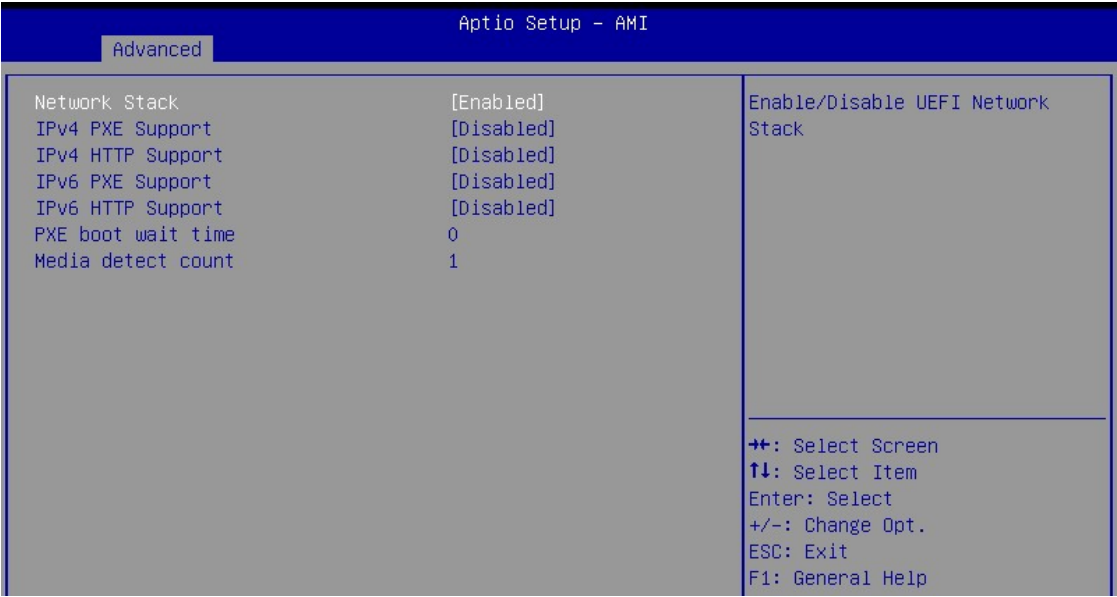 Aptio Setup – AMI
Advanced
Network Stack [Enabled]
IPv4 PXE Support [Disabled]
IPv4 HTTP Support [Disabled]
IPv6 PXE Support [Disabled]
IPv6 HTTP Support [Disabled]
PXE boot wait time 0
Media detect count 1
Enable/Disable UEFI Network
Stack
→←: Select Screen
↑↓: Select Item
Enter: Select
+/-: Change Opt.
ESC: Exit
F1: General Help